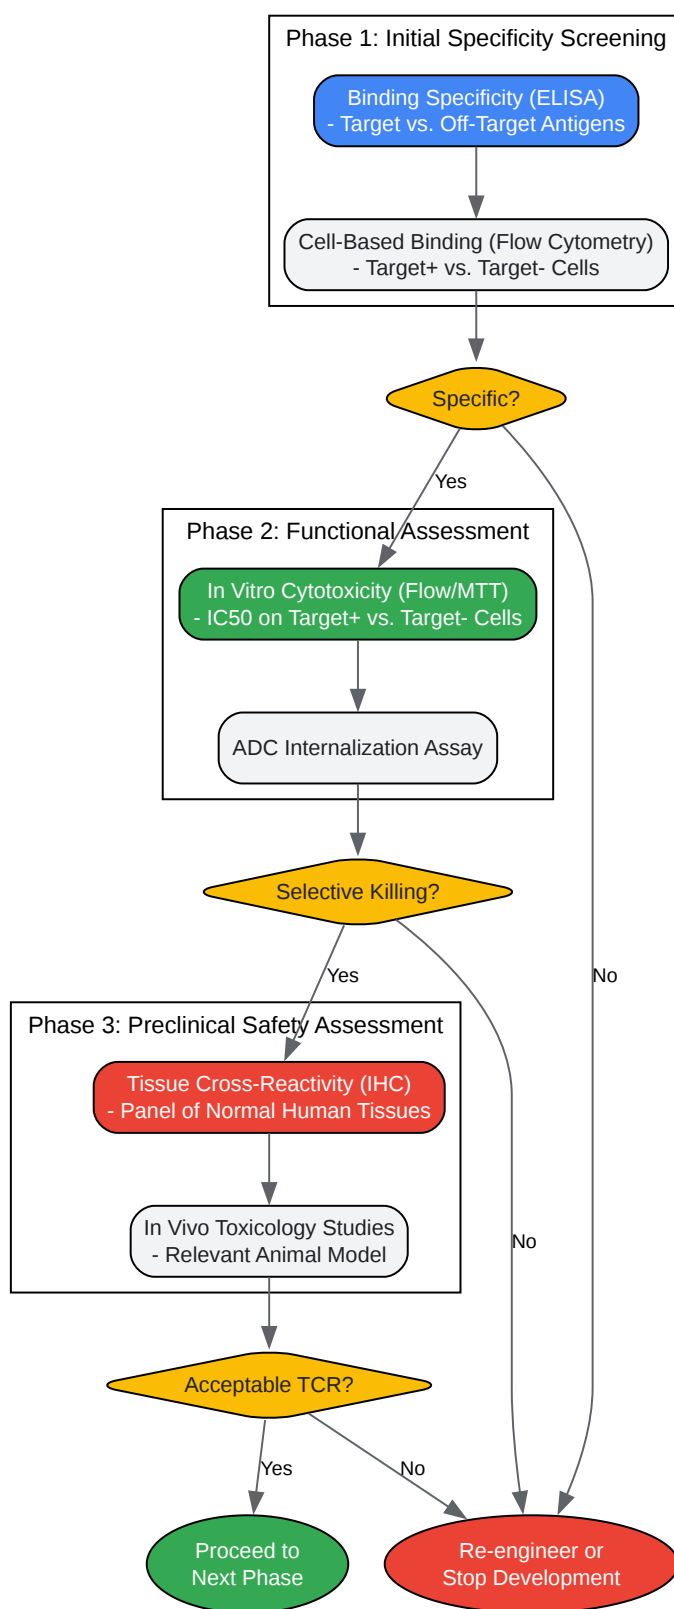 Phase 1: Initial Specificity Screening
Binding Specificity (ELISA)
- Target vs. Off-Target Antigens
Cell-Based Binding (Flow Cytometry)
- Target+ vs. Target- Cells
Specific?
Yes
Phase 2: Functional Assessment
In Vitro Cytotoxicity (Flow/MTT)
- IC50 on Target+ vs. Target- Cells
ADC Internalization Assay
Selective Killing?
Yes
No
Phase 3: Preclinical Safety Assessment
Tissue Cross-Reactivity (IHC)
- Panel of Normal Human Tissues
In Vivo Toxicology Studies
- Relevant Animal Model
No
Acceptable TCR?
Yes
No
Proceed to
Next Phase
Re-engineer or
Stop Development